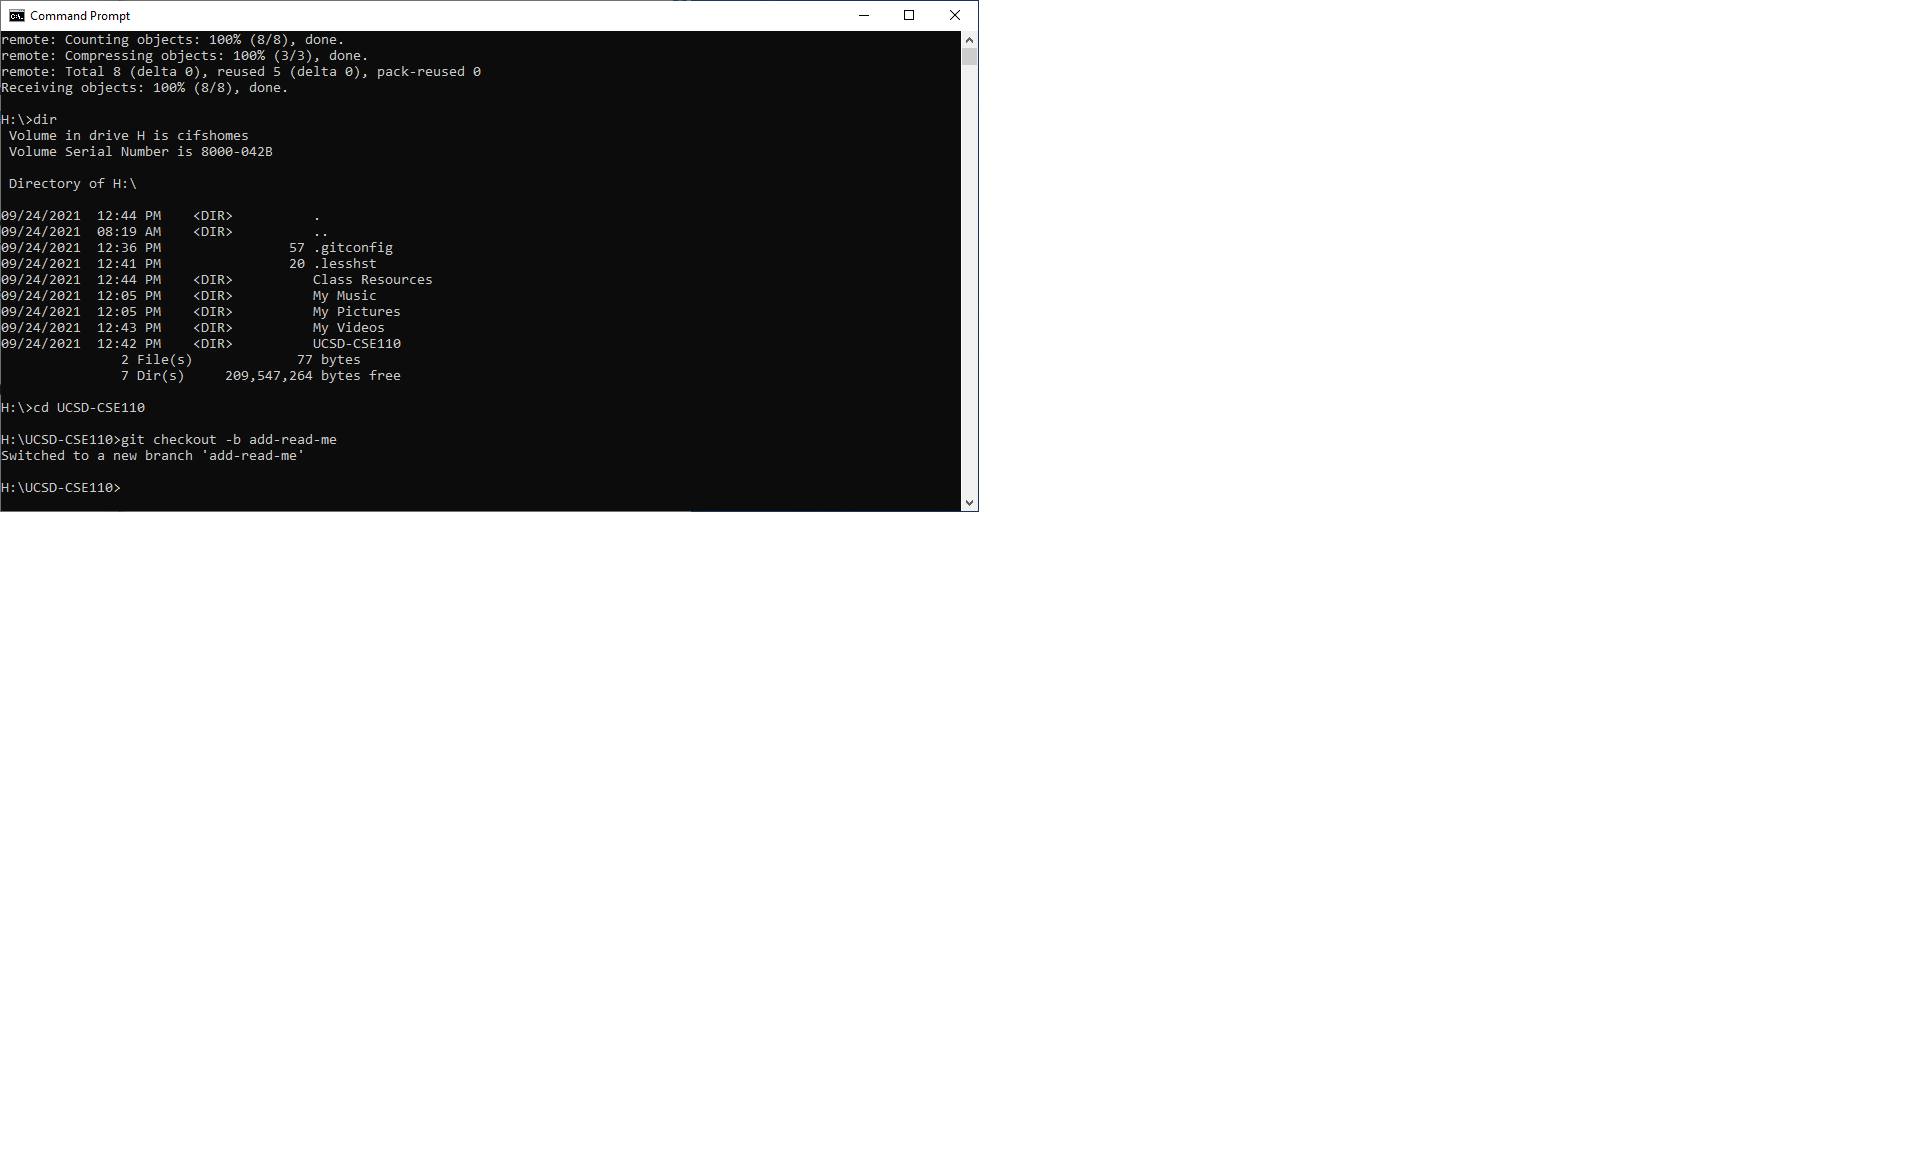 Command Prompt
remote: Counting objects: 100% (8/8), done.
remote: Compressing objects: 100% (3/3), done.
remote: Total 8 (delta 0), reused 5 (delta 0), pack-reused 0
Receiving objects: 100% (8/8), done.
H:\>dir
 Volume in drive H is cifshomes
 Volume Serial Number is 8000-042B
 Directory of H:\
09/24/2021  12:44 PM    <DIR>          .
09/24/2021  08:19 AM    <DIR>          ..
09/24/2021  12:36 PM                57 .gitconfig
09/24/2021  12:41 PM                20 .lesshst
09/24/2021  12:44 PM    <DIR>          Class Resources
09/24/2021  12:05 PM    <DIR>          My Music
09/24/2021  12:05 PM    <DIR>          My Pictures
09/24/2021  12:43 PM    <DIR>          My Videos
09/24/2021  12:42 PM    <DIR>          UCSD-CSE110
               2 File(s)             77 bytes
               7 Dir(s)     209,547,264 bytes free
H:\>cd UCSD-CSE110
H:\UCSD-CSE110>git checkout -b add-read-me
Switched to a new branch 'add-read-me'
H:\UCSD-CSE110>